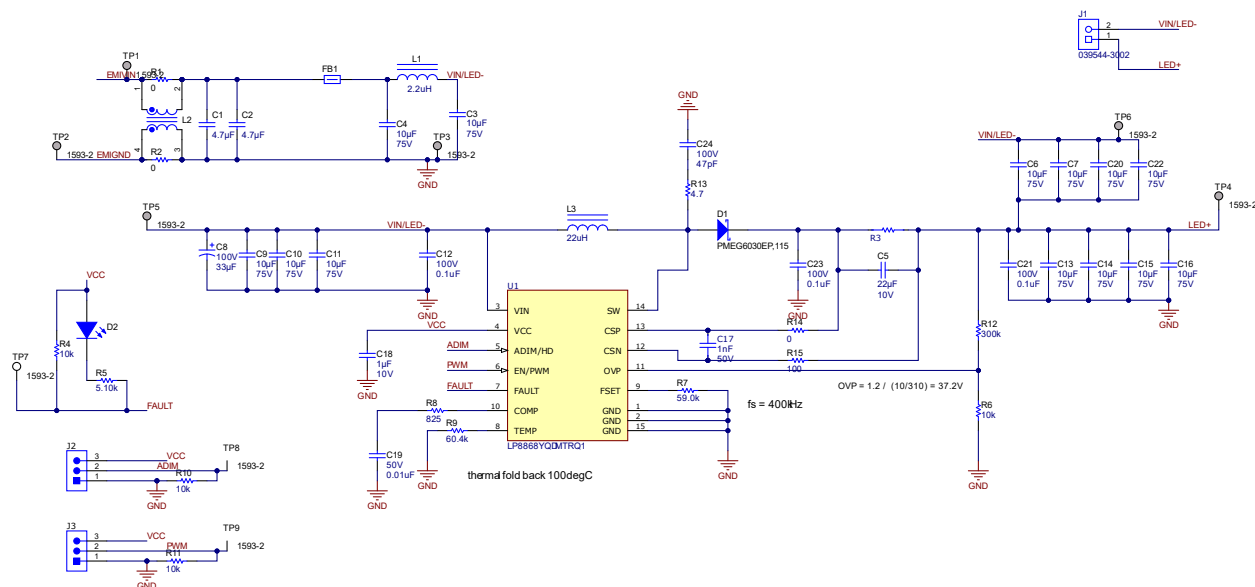 J1
2
VIN/LED-
1
039544-3002
LED+
TP1
EMIVIN
1593-2
R1
0
1
2
L2
4
3
TP2
1593-2
EMIGND
R2
0
C1
4.7µF
C2
4.7µF
FB1
L1
2.2uH
VIN/LED-
C4
10µF
75V
C3
10µF
75V
TP3
1593-2
GND
GND
C24
100V
47pF
R13
4.7
TP6
VIN/LED-
1593-2
C6
10µF
75V
C7
10µF
75V
C20
10µF
75V
C22
10µF
75V
TP4
1593-2
LED+
TP5
1593-2
VIN/LED-
L3
22uH
D1
PMEG6030EP,115
R3
C5
22µF
10V
C8
100V
33µF
C9
10µF
75V
C10
10µF
75V
C11
10µF
75V
C12
100V
0.1uF
GND
C23
100V
0.1uF
GND
C21
100V
0.1uF
C13
10µF
75V
C14
10µF
75V
C15
10µF
75V
C16
10µF
75V
GND
U1
3
VIN
SW
14
VCC
4
VCC
CSP
13
ADIM
5
ADIM/HD
CSN
12
PWM
6
EN/PWM
OVP
11
FAULT
7
FAULT
FSET
9
10
COMP
GND
1
GND
2
8
TEMP
GND
15
LP8868YQDMTRQ1
C18
1µF
10V
GND
R8
825
R9
60.4k
C19
50V
0.01uF
GND
GND
thermal fold back 100degC
C17
1nF
50V
R14
0
R15
100
R7
59.0k
fs = 400kHz
GND
R12
300k
OVP = 1.2 / (10/310) = 37.2V
R6
10k
GND
VCC
D2
R4
10k
R5
5.10k
TP7
1593-2
FAULT
J2
3
VCC
2
ADIM
1
R10
10k
TP8
1593-2
GND
J3
3
VCC
2
PWM
1
R11
10k
TP9
1593-2
GND